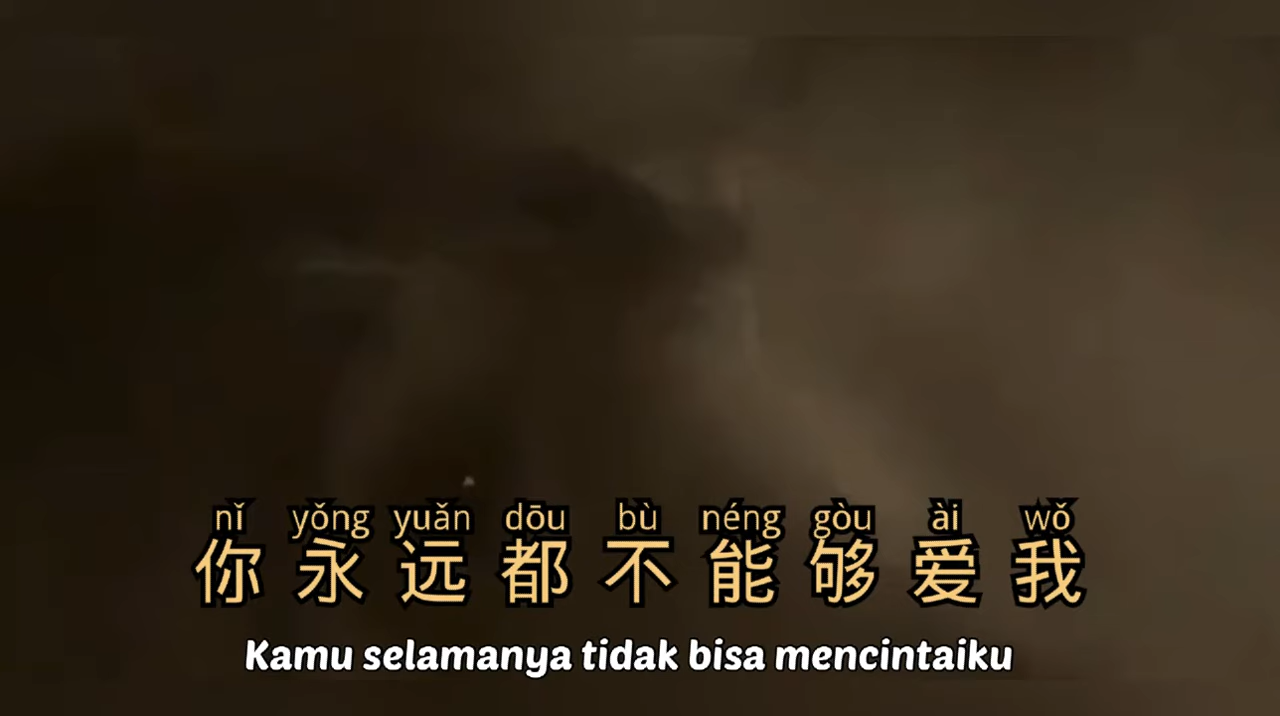 nǐ yǒng yuǎn dōu bù néng gòu ài wǒ
你永远都不能够爱我
Kamu selamanya tidak bisa mencintaiku